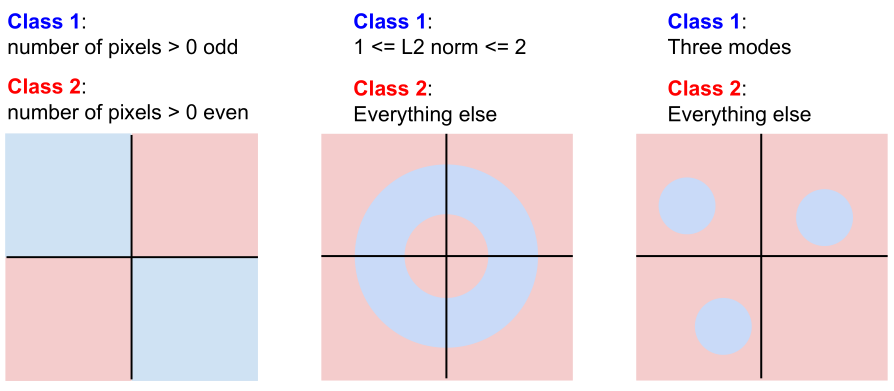 Class 1:
number of pixels > 0 odd
Class 2:
number of pixels > 0 even
Class 1:
1 <= L2 norm <= 2
Class 2:
Everything else
Class 1:
Three modes
Class 2:
Everything else